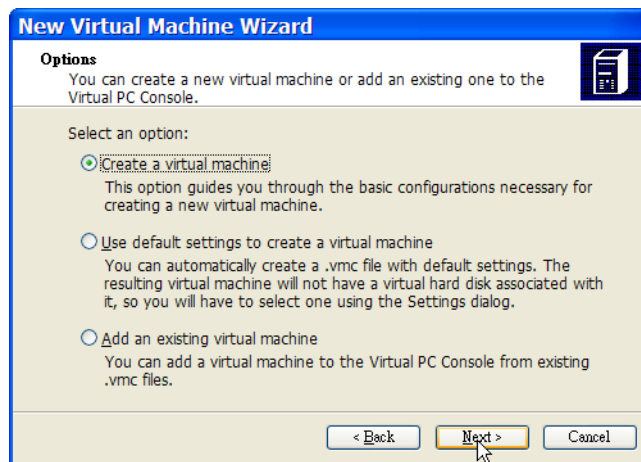 New Virtual Machine Wizard
Options
You can create a new virtual machine or add an existing one to the
Virtual PC Console.
Select an option:
Create a virtual machine
This option guides you through the basic configurations necessary for
creating a new virtual machine.
Use default settings to create a virtual machine
You can automatically create a .vmc file with default settings. The
resulting virtual machine will not have a virtual hard disk associated with
it, so you will have to select one using the Settings dialog.
Add an existing virtual machine
You can add a virtual machine to the Virtual PC Console from existing
.vmc files.
< Back Next > Cancel